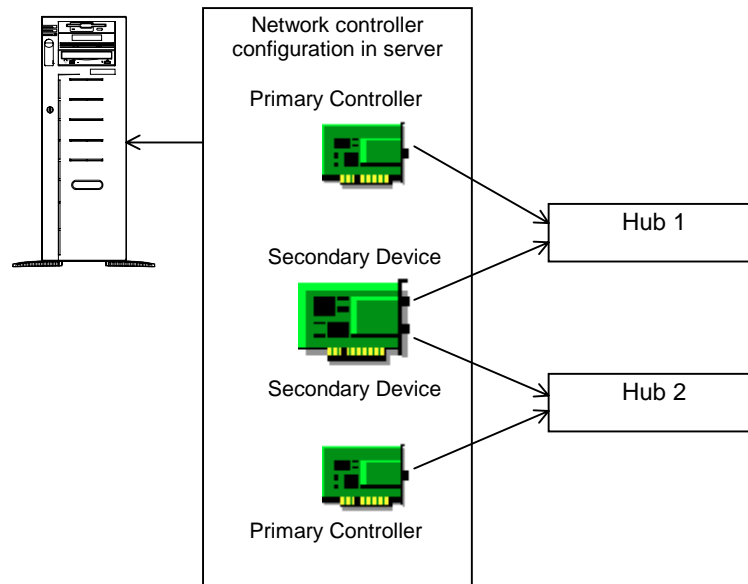 Network controller
configuration in server
Primary Controller
Hub 1
Secondary Device
Secondary Device
Hub 2
Primary Controller